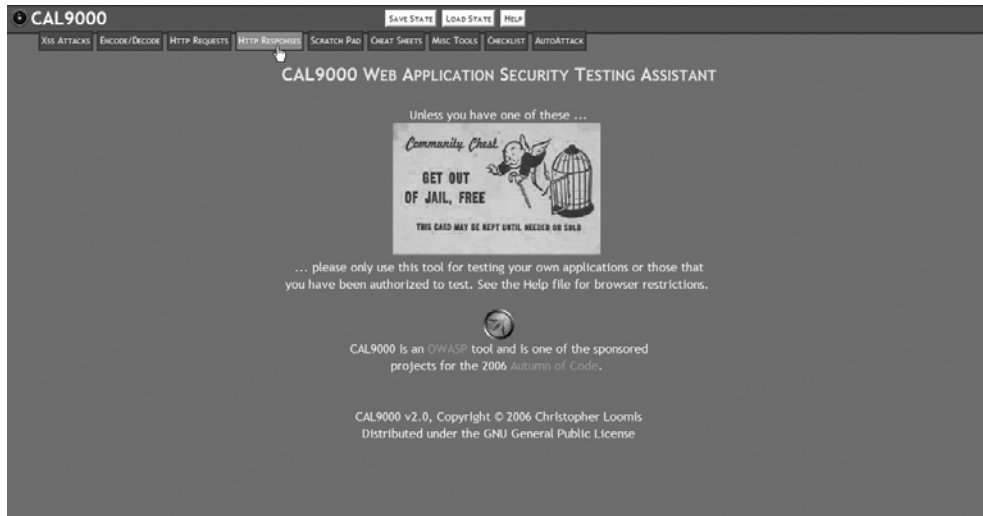 CAL9000
SAVE STATE LOAD STATE HELP
XSS ATTACKS ENCODE/DECODE HTTP REQUESTS HTTP RESPONSES SCRATCH PAD CHEAT SHEETS MISC TOOLS CHECKLIST AUTOATTACK
CAL9000 WEB APPLICATION SECURITY TESTING ASSISTANT
Unless you have one of these ...
Community Chest
GET OUT
OF JAIL, FREE
THIS CARD MAY BE KEPT UNTIL NEEDED OR SOLD
... please only use this tool for testing your own applications or those that
you have been authorized to test. See the Help file for browser restrictions.
CAL9000 is an OWASP tool and is one of the sponsored
projects for the 2006 Autumn of Code.
CAL9000 v2.0, Copyright © 2006 Christopher Loomis
Distributed under the GNU General Public License